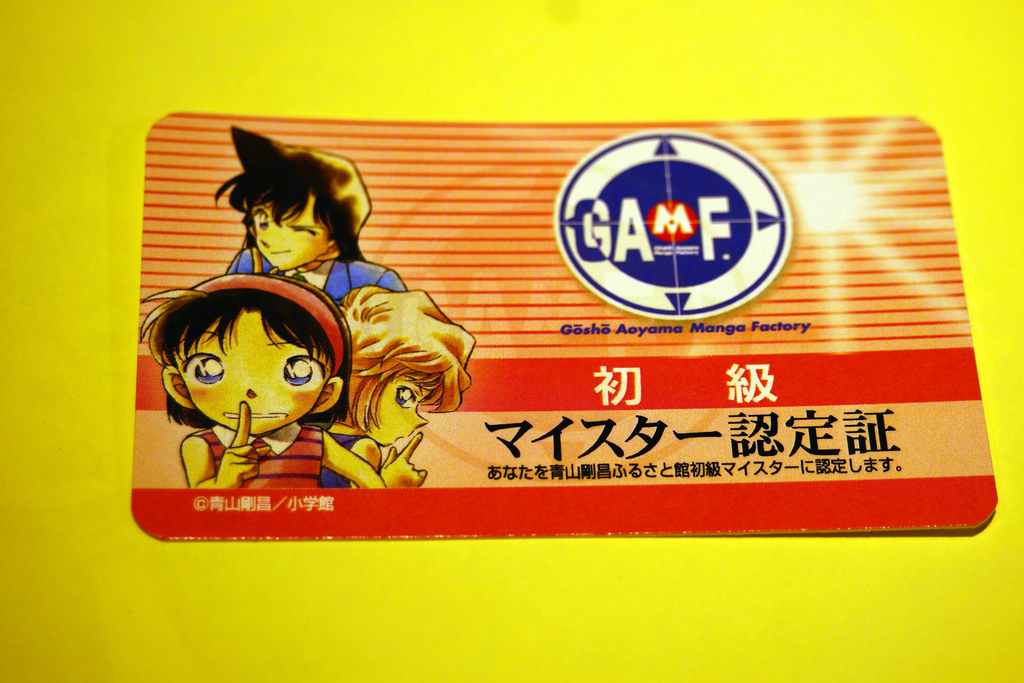 GAMF.
Gōshō Aoyama Manga Factory
初 級
マイスター認定証
あなたを青山剛昌ふるさと館初級マイスターに認定します。
©青山剛昌／小学館